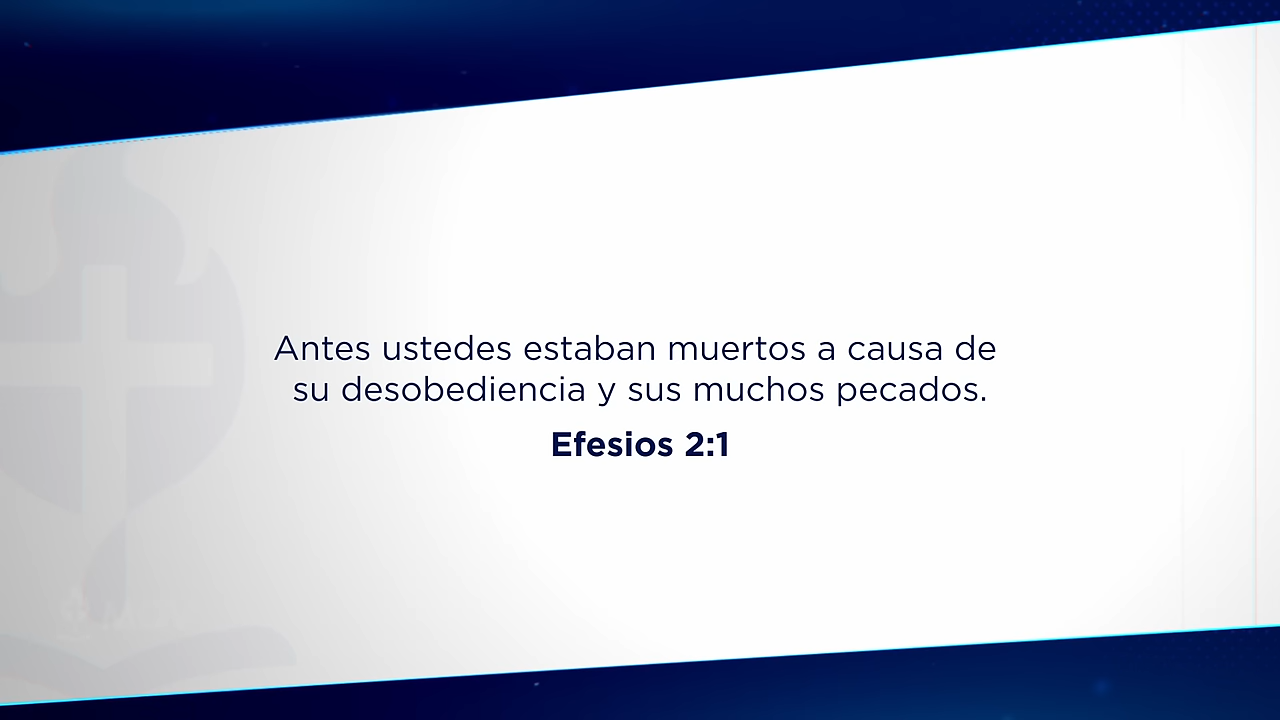 Antes ustedes estaban muertos a causa de
su desobediencia y sus muchos pecados.
Efesios 2:1